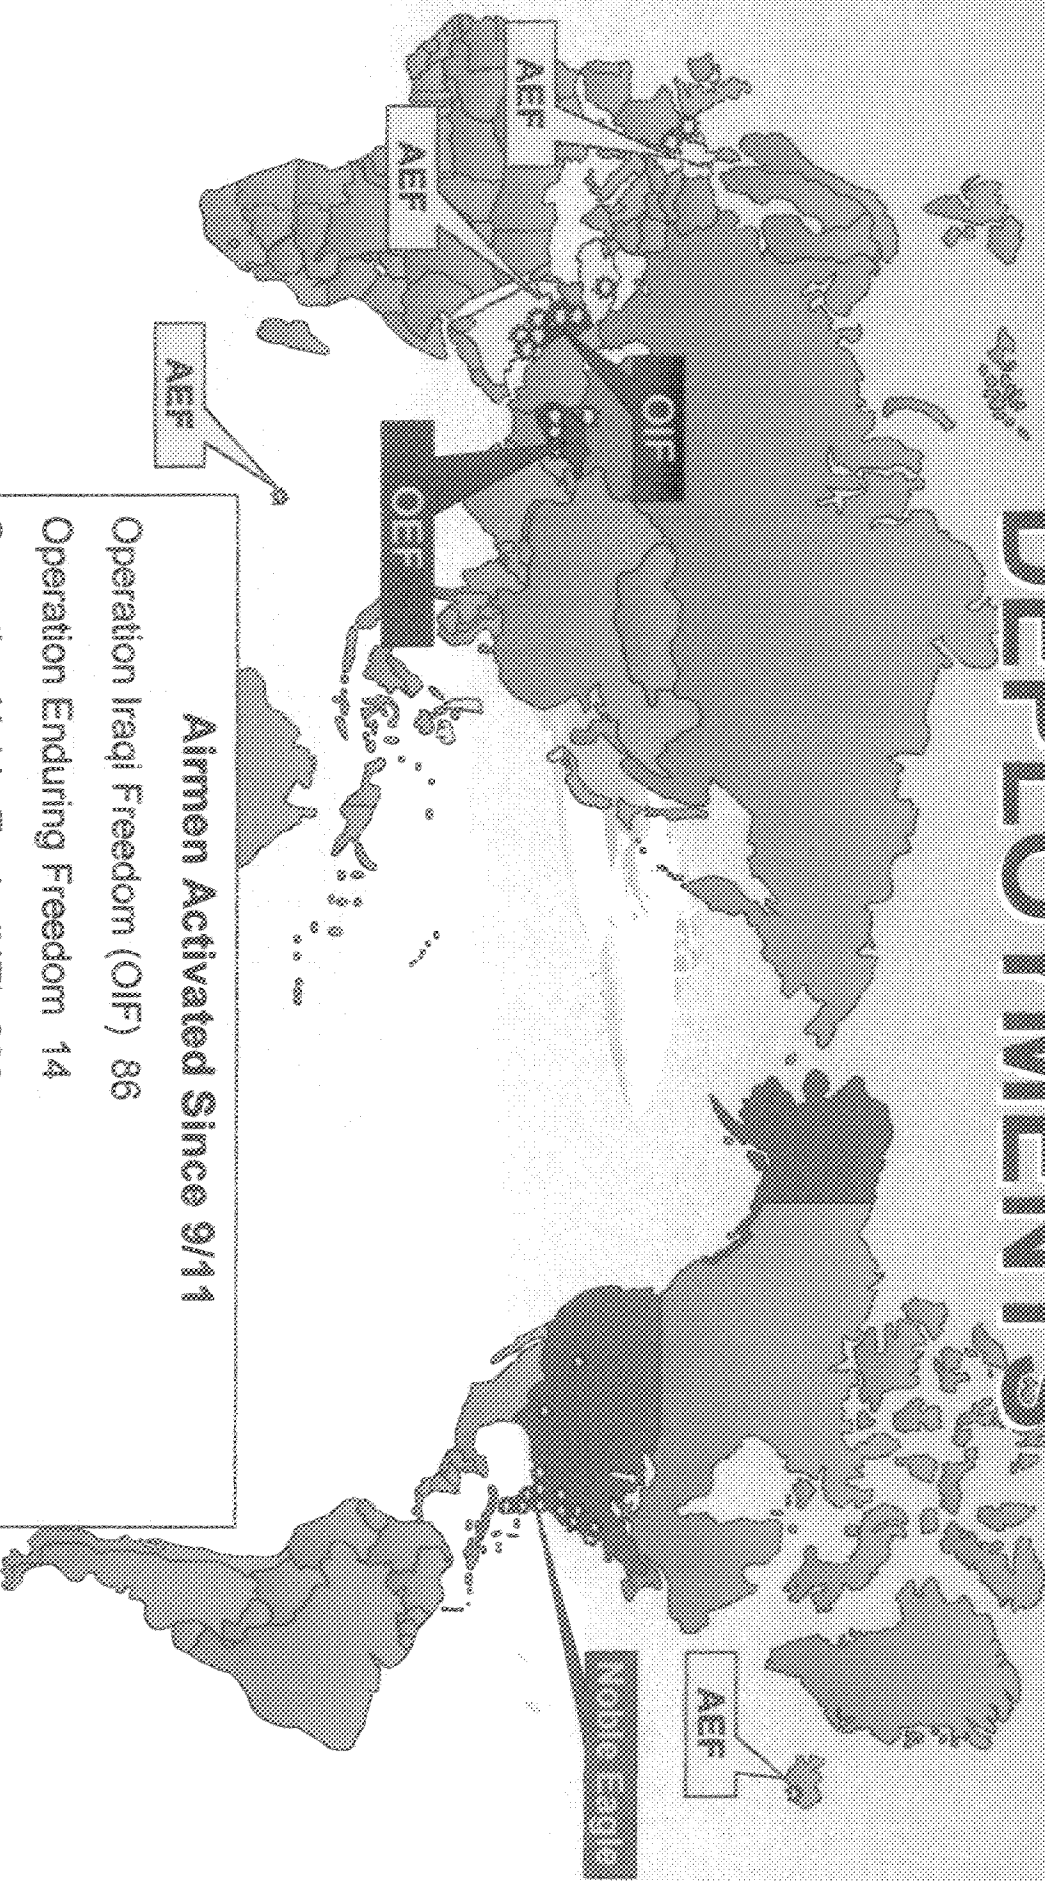 DEPLOYMENTS
AEF
AEF
AEF
AEF
OIF
OEF
Noble Eagle
Airmen Activated Since 9/11
Operation Iraqi Freedom (OIF) 86
Operation Enduring Freedom 14